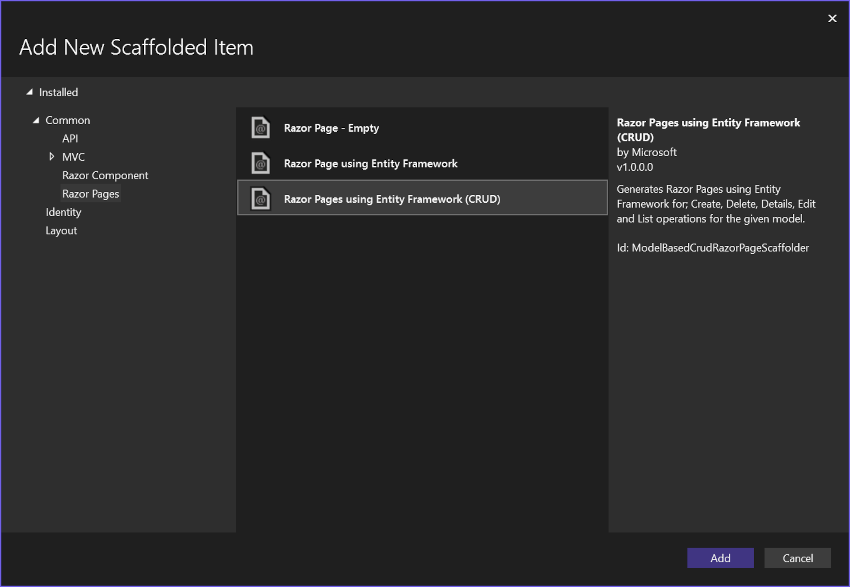 Add New Scaffolded Item
Installed
Common
API
MVC
Razor Component
Razor Pages
Identity
Layout
Razor Page - Empty
Razor Page using Entity Framework
Razor Pages using Entity Framework (CRUD)
Razor Pages using Entity Framework
(CRUD)
by Microsoft
v1.0.0.0
Generates Razor Pages using Entity
Framework for; Create, Delete, Details, Edit
and List operations for the given model.
Id: ModelBasedCrudRazorPageScaffolder
Add
Cancel